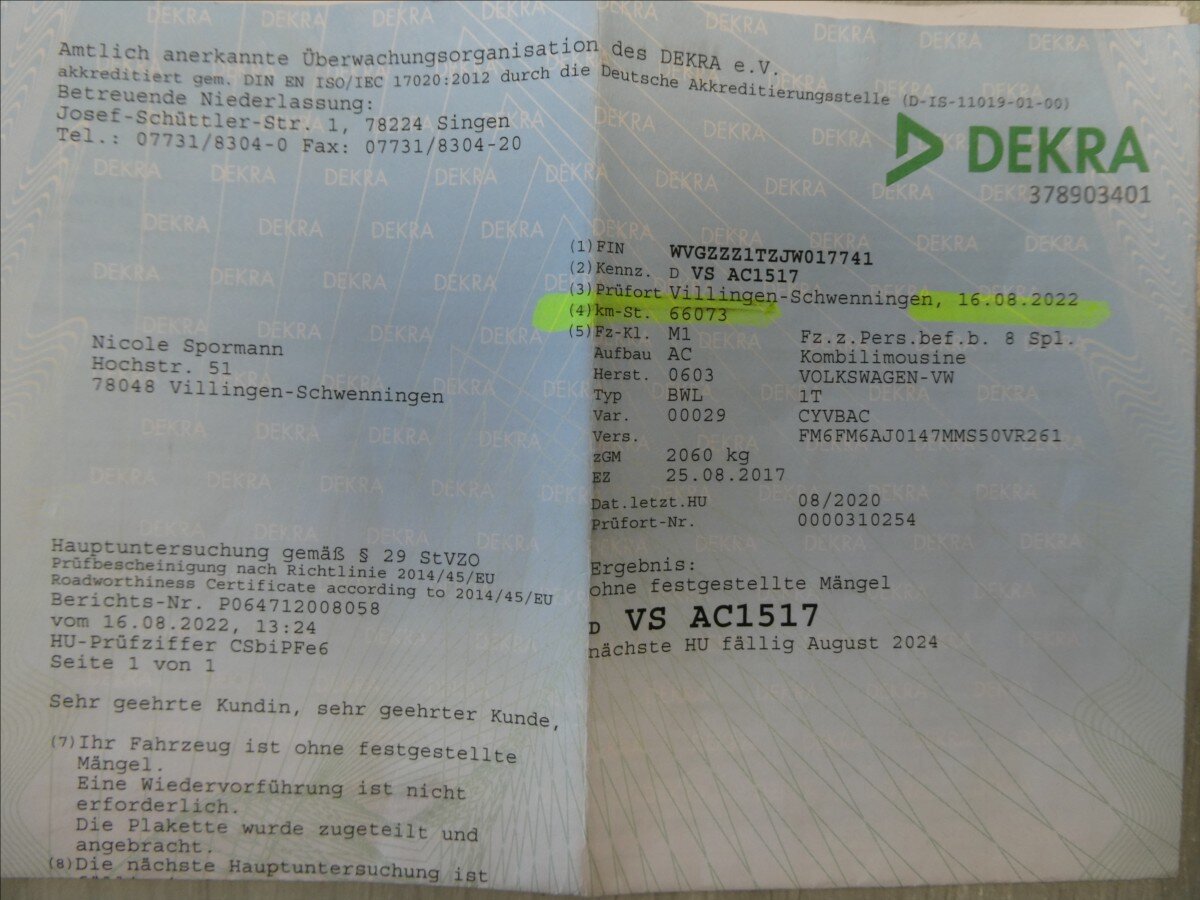 Amtlich anerkannte Überwachungsorganisation des DEKRA e.V.
akkreditiert gem. DIN EN ISO/IEC 17020:2012 durch die Deutsche Akkreditierungsstelle (D-IS-11019-01-00)
Betreuende Niederlassung:
Josef-Schüttler-Str. 1, 78224 Singen
Tel.: 07731/8304-0 Fax: 07731/8304-20
DEKRA
378903401
(1) FIN WVGZZZ1TZJW017741
(2) Kennz. D VS AC1517
(3) Prüfort Villingen-Schwenningen, 16.08.2022
(4) km-St. 66073
(5) Fz-Kl. M1 Fz.z.Pers.bef.b. 8 Spl.
Aufbau AC Kombilimousine
Herst. 0603 VOLKSWAGEN-VW
Typ BWL 1T
Var. 00029 CYVBAC
Vers. FM6FM6AJ0147MMS50VR261
zGM 2060 kg
EZ 25.08.2017
Dat.letzt.HU 08/2020
Prüfort-Nr. 0000310254
Ergebnis:
ohne festgestellte Mängel
D VS AC1517
nächste HU fällig August 2024
Nicole Spormann
Hochstr. 51
78048 Villingen-Schwenningen
Hauptuntersuchung gemäß § 29 StVZO
Prüfbescheinigung nach Richtlinie 2014/45/EU
Roadworthiness Certificate according to 2014/45/EU
Berichts-Nr. P064712008058
vom 16.08.2022, 13:24
HU-Prüfziffer CSbiPFe6
Seite 1 von 1
Sehr geehrte Kundin, sehr geehrter Kunde,
(7) Ihr Fahrzeug ist ohne festgestellte
Mängel.
Eine Wiedervorführung ist nicht
erforderlich.
Die Plakette wurde zugeteilt und
angebracht.
(8) Die nächste Hauptuntersuchung ist